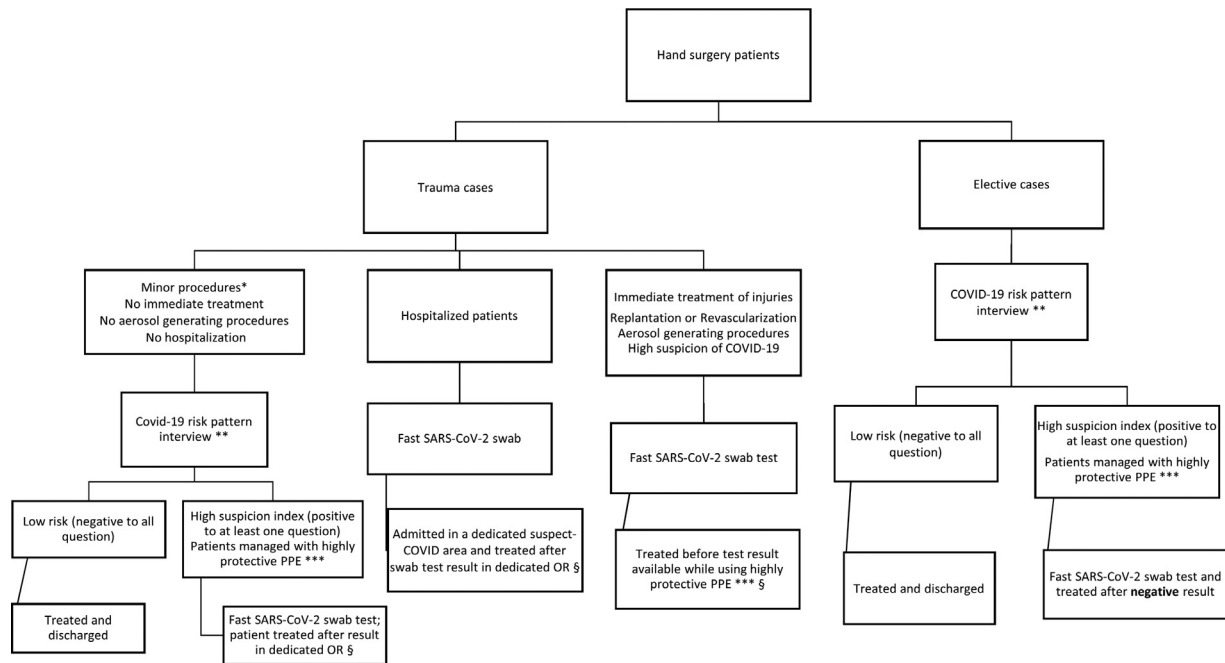 Hand surgery patients
Trauma cases
Elective cases
Minor procedures*
No immediate treatment
No aerosol generating procedures
No hospitalization
Hospitalized patients
Immediate treatment of injuries
Replantation or Revascularization
Aerosol generating procedures
High suspicion of COVID-19
COVID-19 risk pattern
interview **
Covid-19 risk pattern
interview **
Fast SARS-CoV-2 swab
Fast SARS-CoV-2 swab test
Low risk (negative to all
question)
High suspicion index (positive to
at least one question)
Patients managed with highly
protective PPE ***
Low risk (negative to all
question)
High suspicion index (positive
to at least one question)
Patients managed with highly
protective PPE ***
Admitted in a dedicated suspect-
COVID area and treated after
swab test result in dedicated OR §
Treated before test result
available while using highly
protective PPE *** §
Treated and discharged
Fast SARS-CoV-2 swab test and
treated after negative result
Treated and
discharged
Fast SARS-CoV-2 swab test;
patient treated after result
in dedicated OR §